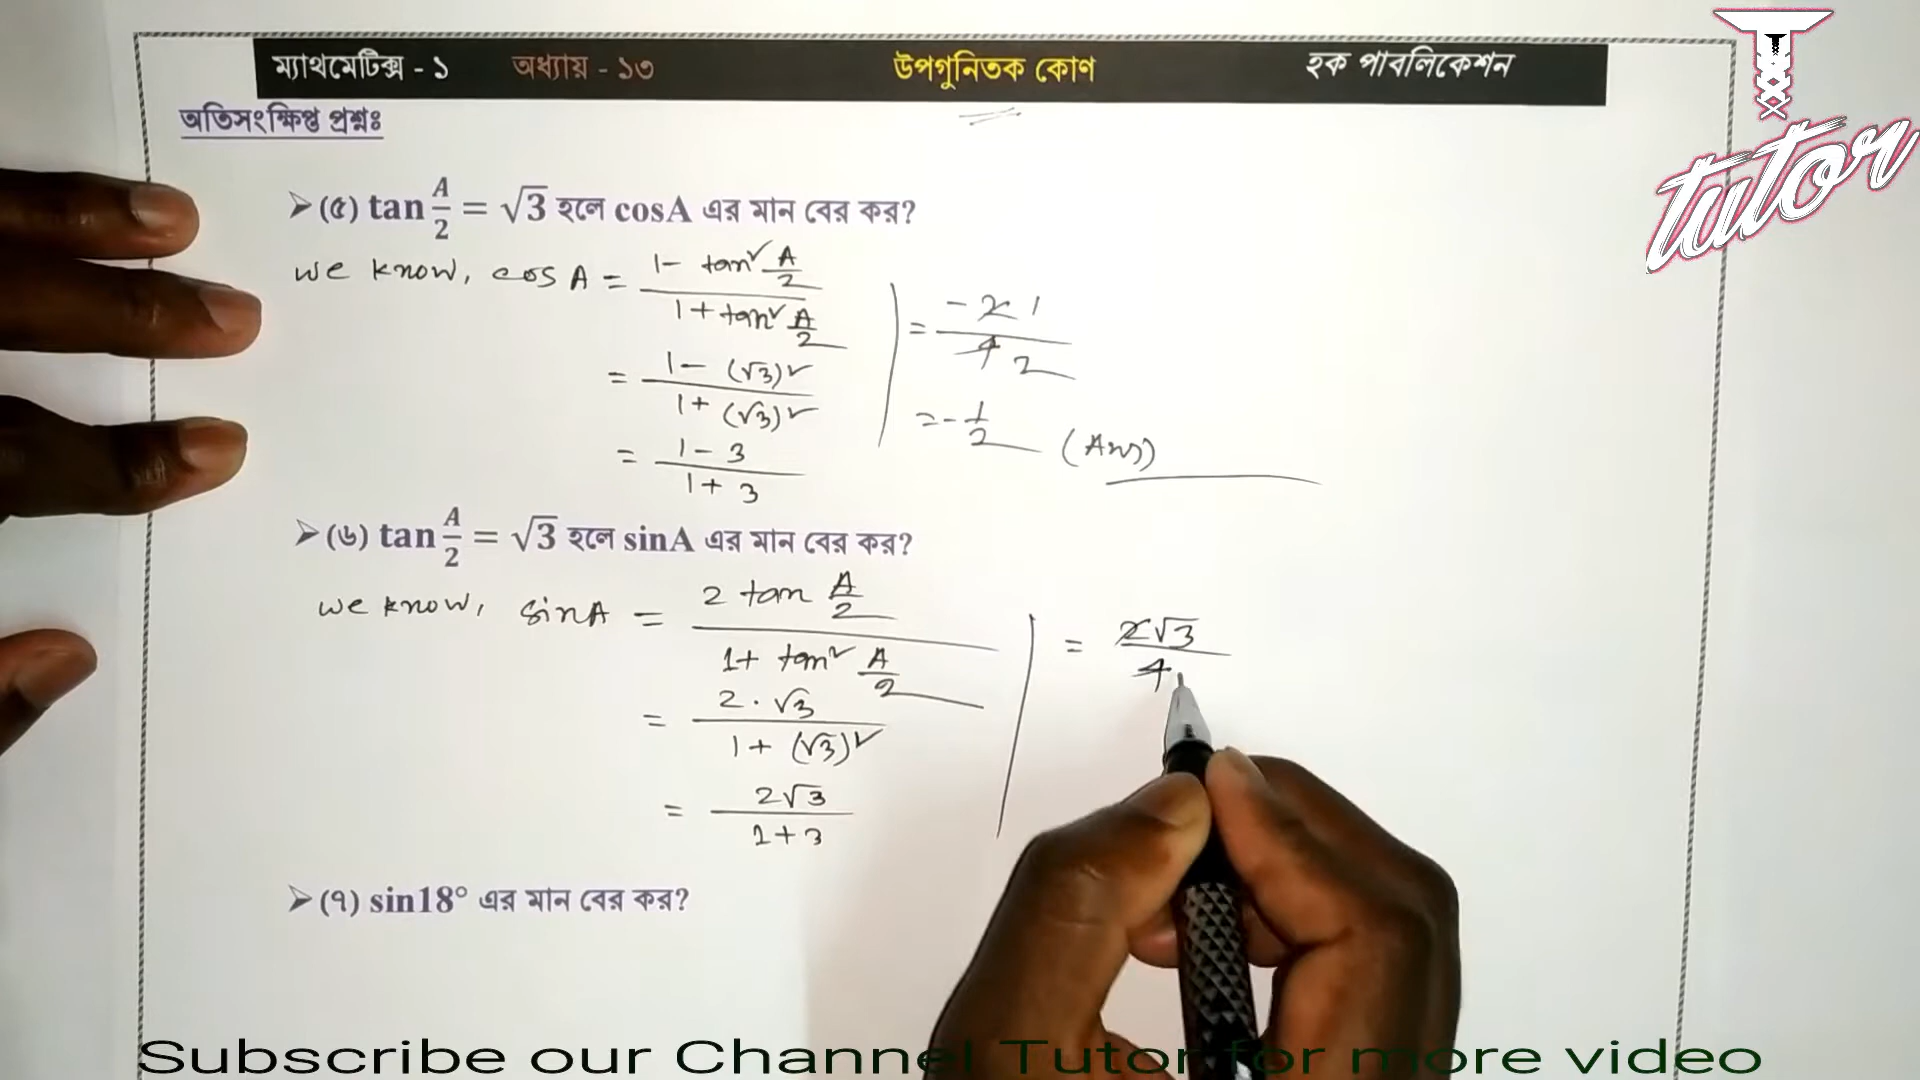 ম্যাথমেটিক্স - ১ অধ্যায় - ১৩ উপগুনিতক কোণ হক পাবলিকেশন
T
tutor
অতিসংক্ষিপ্ত প্রশ্নঃ
➤(৫) tan A/2 = √3 হলে cosA এর মান বের কর?
we know, cos A = (1 - tan² A/2)/(1 + tan² A/2)
= (1 - (√3)²)/(1 + (√3)²)
= (1 - 3)/(1 + 3)
= -2 1/4 2
= - 1/2 (Ans)
➤(৬) tan A/2 = √3 হলে sinA এর মান বের কর?
we know, sinA = (2 tan A/2)/(1 + tan² A/2)
= (2 . √3)/(1 + (√3)²)
= 2√3/(1+3)
= 2√3/4
➤(৭) sin18° এর মান বের কর?
Subscribe our Channel Tutor for more video